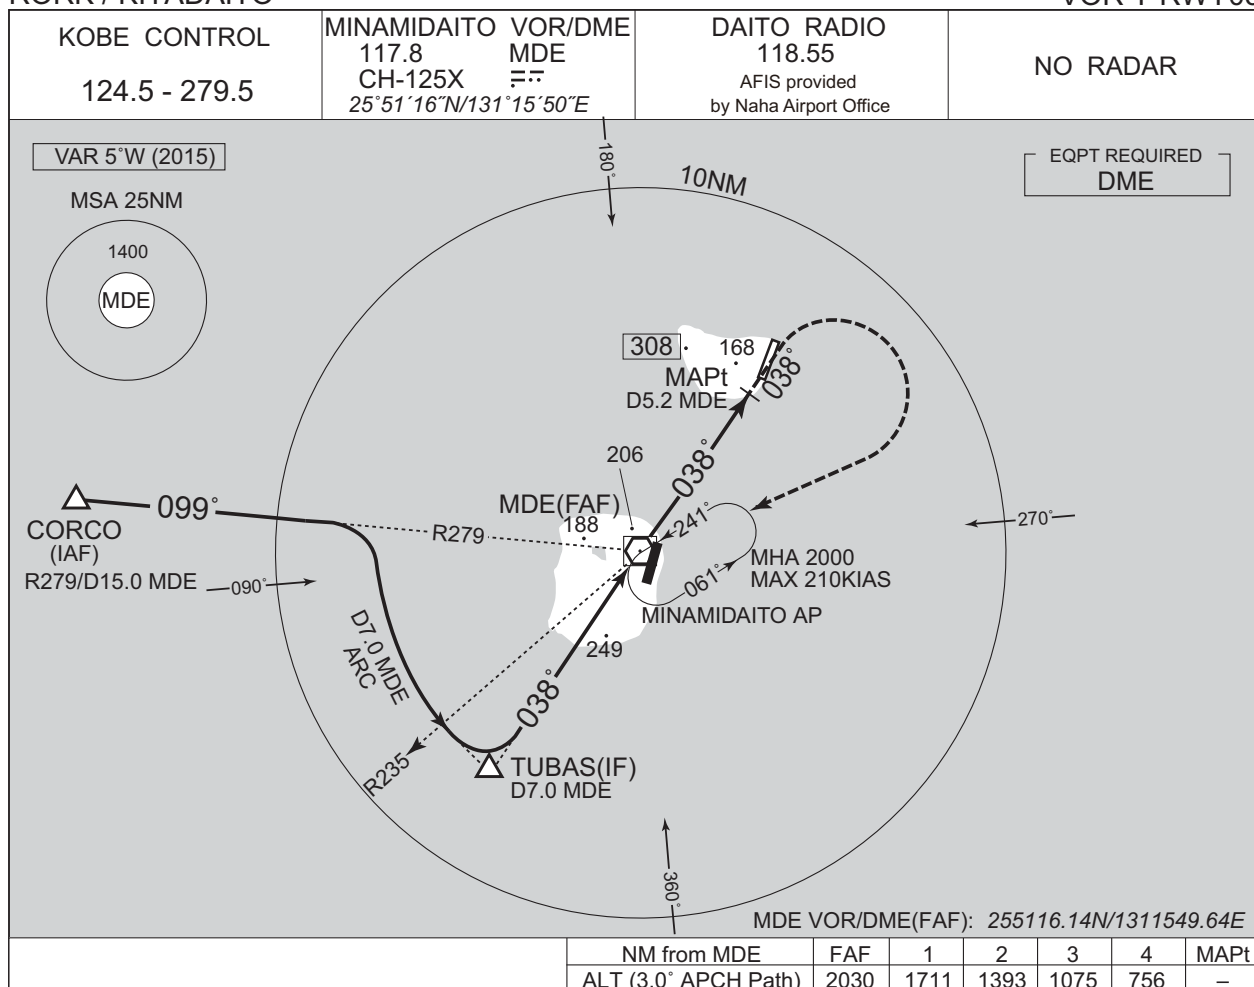 KOBE CONTROL
124.5 - 279.5
MINAMIDAITO VOR/DME
117.8 MDE
CH-125X
25°51´16˝N/131°15´50˝E
DAITO RADIO
118.55
AFIS provided
by Naha Airport Office
NO RADAR
VAR 5°W (2015)
MSA 25NM
1400
MDE
EQPT REQUIRED
DME
180°
10NM
308
168
MAPt
D5.2 MDE
038°
206
038°
MDE(FAF)
188
099°
CORCO
(IAF)
R279/D15.0 MDE
R279
241°
270°
090°
061°
MHA 2000
MAX 210KIAS
MINAMIDAITO AP
249
D7.0 MDE
ARC
038°
R235
TUBAS(IF)
D7.0 MDE
360°
MDE VOR/DME(FAF): 255116.14N/1311549.64E
NM from MDE FAF 1 2 3 4 MAPt
ALT (3.0° APCH Path) 2030 1711 1393 1075 756 –